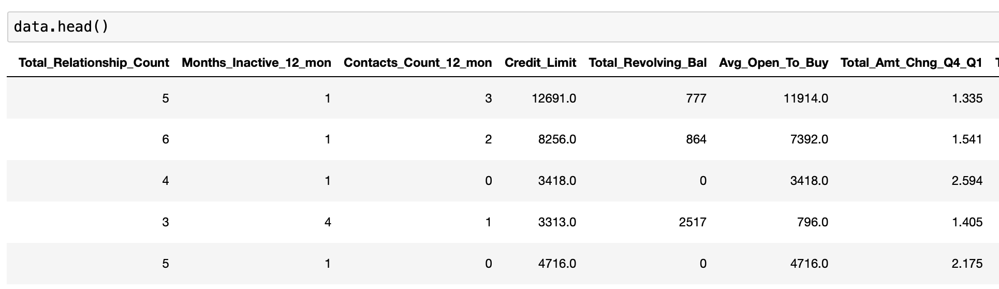 data.head()
Total_Relationship_Count Months_Inactive_12_mon Contacts_Count_12_mon Credit_Limit Total_Revolving_Bal Avg_Open_To_Buy Total_Amt_Chng_Q4_Q1
5 1 3 12691.0 777 11914.0 1.335
6 1 2 8256.0 864 7392.0 1.541
4 1 0 3418.0 0 3418.0 2.594
3 4 1 3313.0 2517 796.0 1.405
5 1 0 4716.0 0 4716.0 2.175